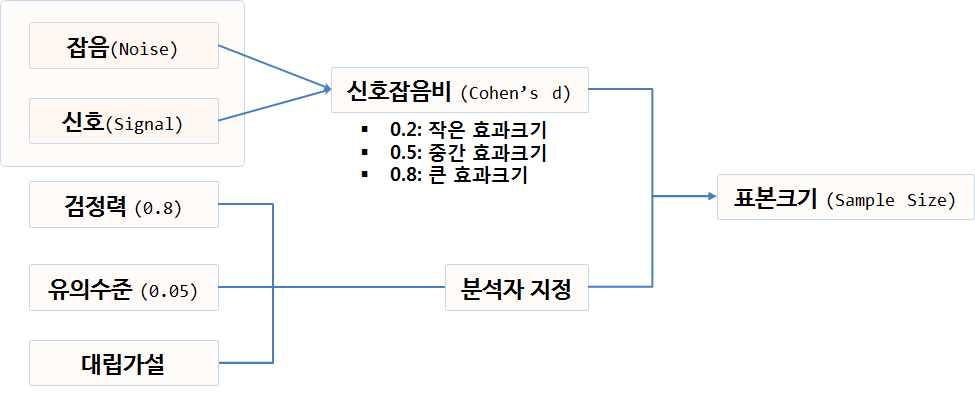 잡음(Noise)
신호(Signal)
신호잡음비 (Cohen’s d)
▪ 0.2: 작은 효과크기
▪ 0.5: 중간 효과크기
▪ 0.8: 큰 효과크기
검정력 (0.8)
유의수준 (0.05)
대립가설
분석자 지정
표본크기 (Sample Size)